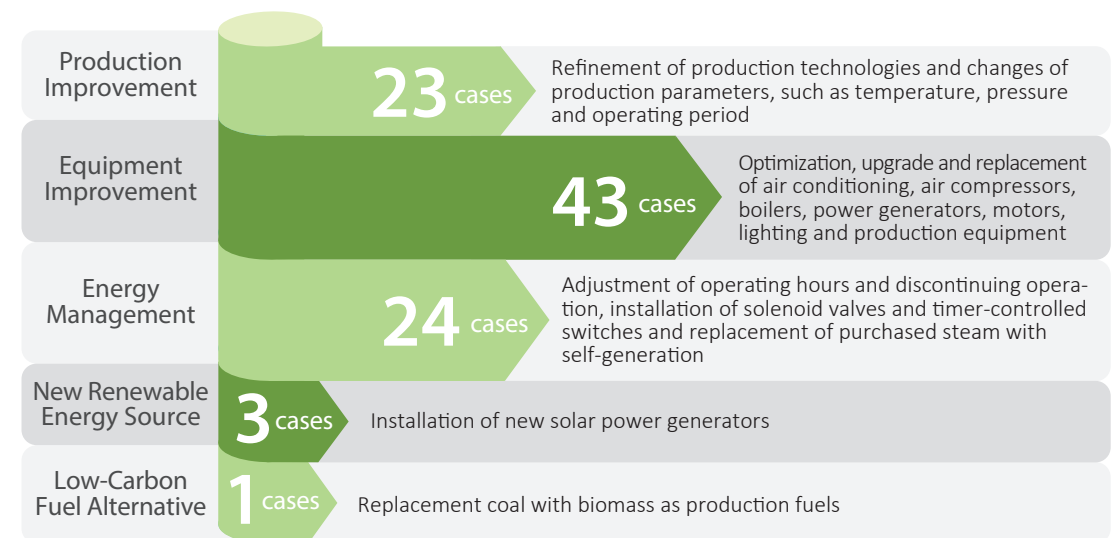 Production
Improvement
23 cases
Refinement of production technologies and changes of
production parameters, such as temperature, pressure
and operating period
Equipment
Improvement
43 cases
Optimization, upgrade and replacement
of air conditioning, air compressors,
boilers, power generators, motors,
lighting and production equipment
Energy
Management
24 cases
Adjustment of operating hours and discontinuing opera-
tion, installation of solenoid valves and timer-controlled
switches and replacement of purchased steam with
self-generation
New Renewable
Energy Source
3 cases
Installation of new solar power generators
Low-Carbon
Fuel Alternative
1 cases
Replacement coal with biomass as production fuels